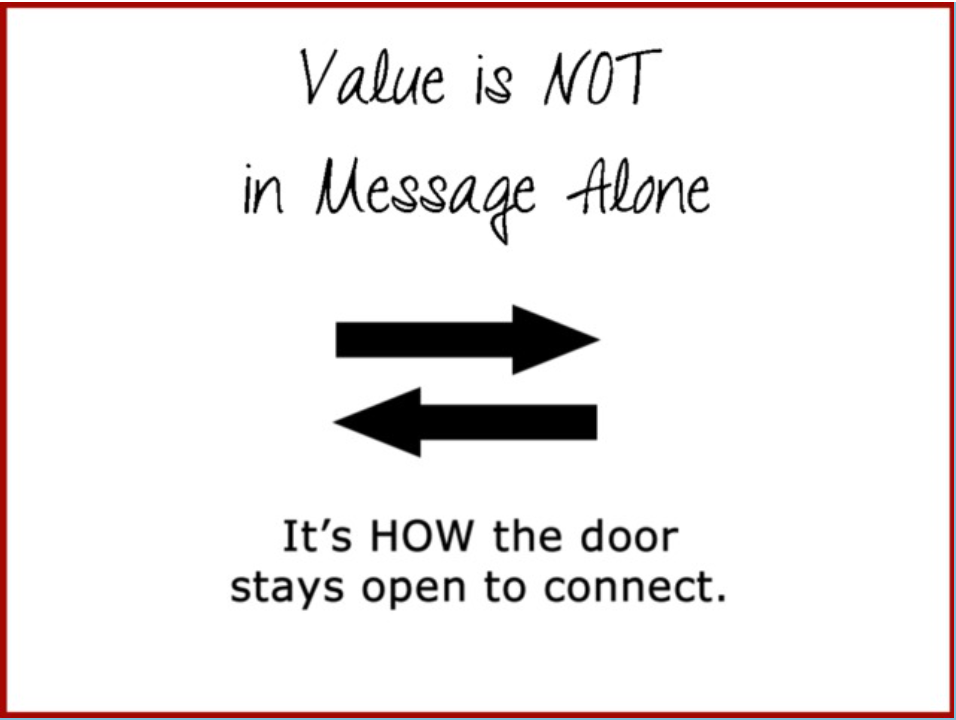 Value is NOT
in Message Alone
It’s HOW the door
stays open to connect.